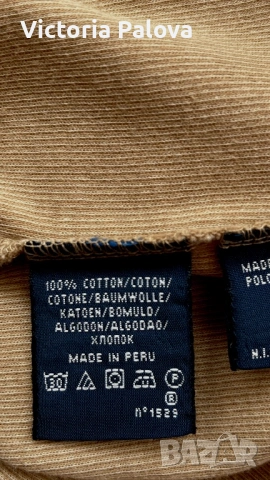 Victoria Palova
100% COTTON/COTON/
COTONE/BAUMWOLLE/
KATOEN/BOMULD/
ALGODON/ALGODAO/
ХЛОПОК
MADE IN PERU
30
P
R
n°1529
MADE
POLO
N.I.
BAZAR